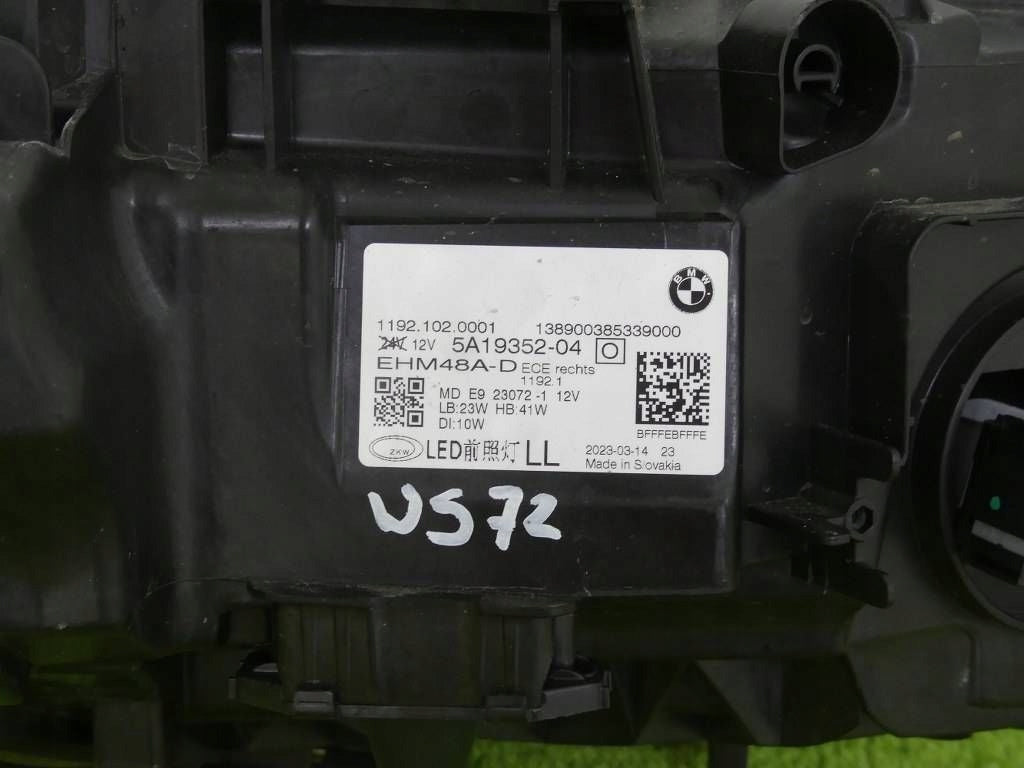 BMW
1192.102.0001 138900385339000
24V 12V 5A19352-04 O
EHM48A-D ECE rechts
1192.1
MD E9 23072-1 12V
LB:23W HB:41W
DI:10W
BFFFEBFFFE
ZKW LED前照灯 LL
2023-03-14 23
Made in Slovakia
VS72